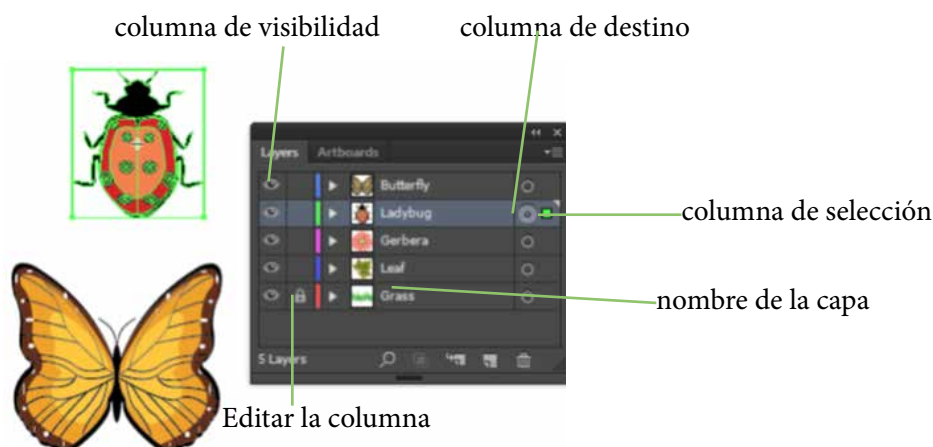 columna de visibilidad
columna de destino
Layers
Artboards
Butterfly
Ladybug
columna de selección
Gerbera
Leaf
nombre de la capa
Grass
5 Layers
Editar la columna